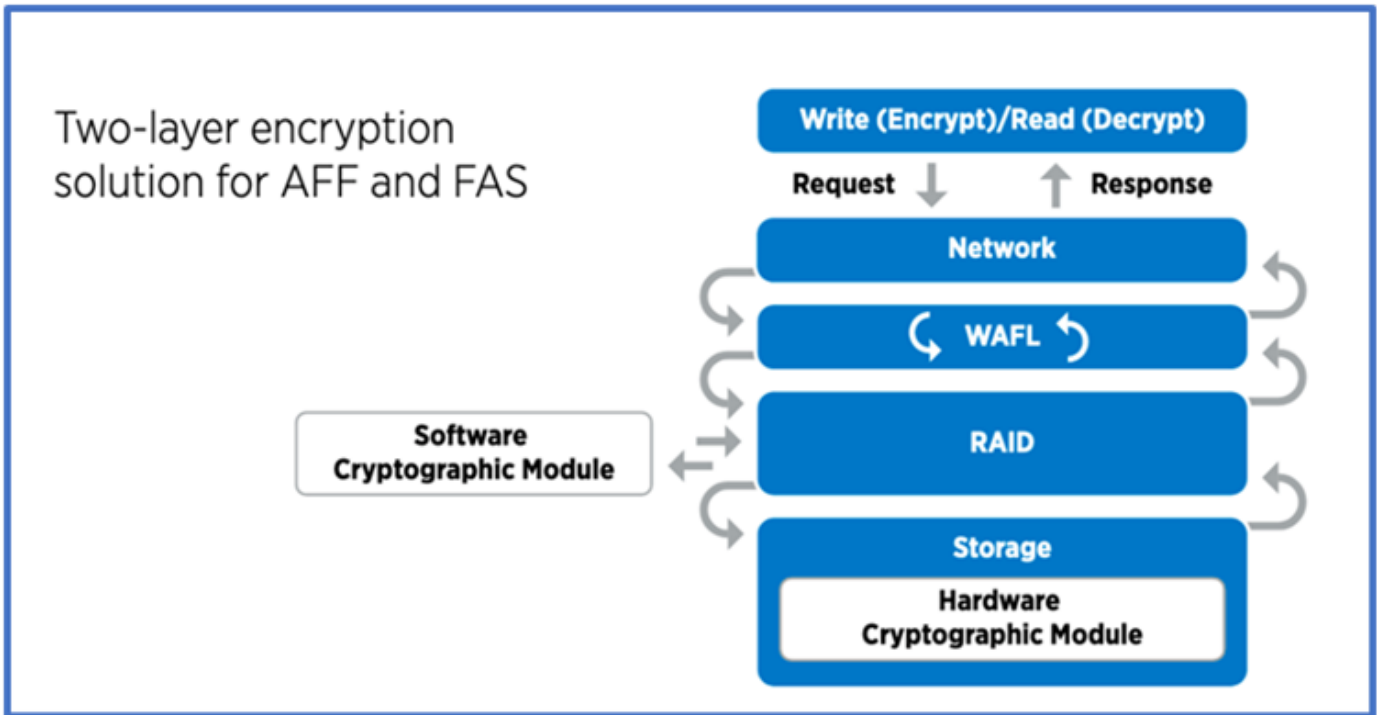 Two-layer encryption
solution for AFF and FAS
Write (Encrypt)/Read (Decrypt)
Request
Response
Network
WAFL
RAID
Software
Cryptographic Module
Storage
Hardware
Cryptographic Module